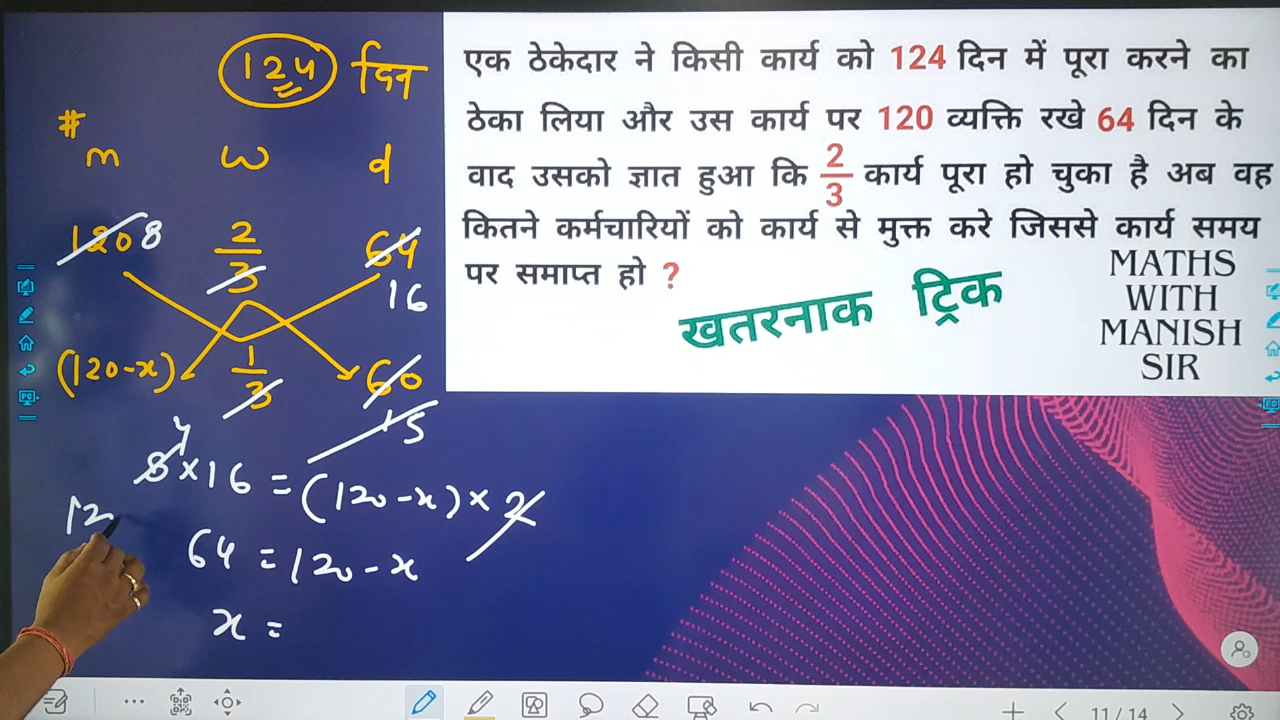 124 दिन
#
m w d
120 8 2/3 64
16
(120-x) 1/3 60
15
4
8×16 = (120-x) × 2
12
64 = 120-x
x =
एक ठेकेदार ने किसी कार्य को 124 दिन में पूरा करने का
ठेका लिया और उस कार्य पर 120 व्यक्ति रखे 64 दिन के
वाद उसको ज्ञात हुआ कि 2/3 कार्य पूरा हो चुका है अब वह
कितने कर्मचारियों को कार्य से मुक्त करे जिससे कार्य समय
पर समाप्त हो ?
खतरनाक ट्रिक
MATHS
WITH
MANISH
SIR
11 / 14